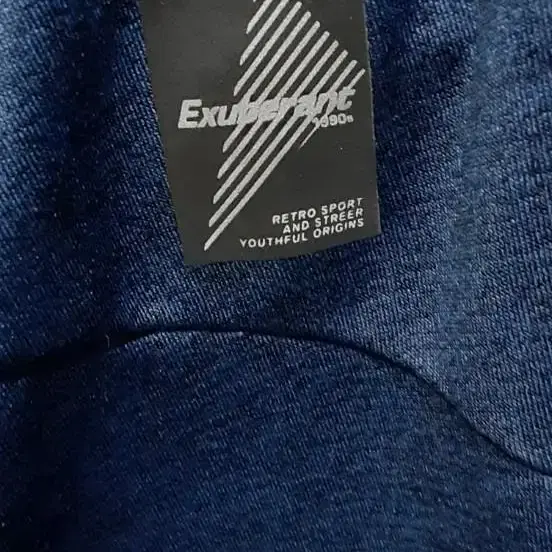 Exuberant
1990s
RETRO SPORT
AND STREER
YOUTHFUL ORIGINS